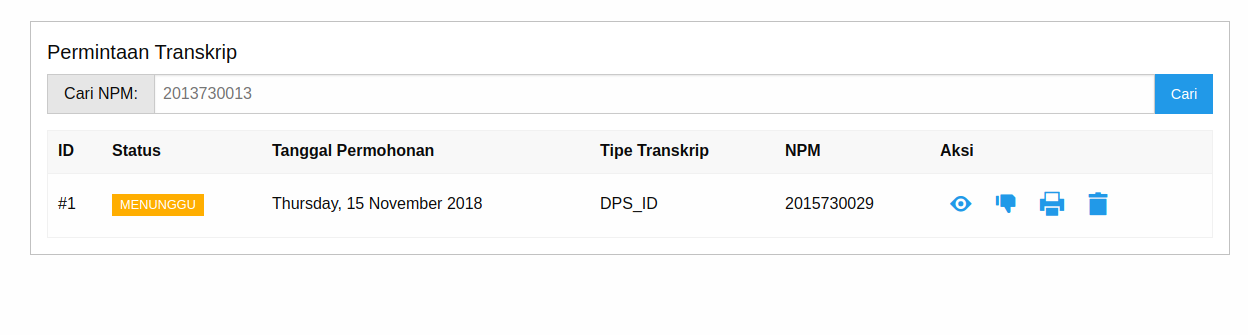 Permintaan Transkrip
Cari NPM: 2013730013 Cari
ID Status Tanggal Permohonan Tipe Transkrip NPM Aksi
#1 MENUNGGU Thursday, 15 November 2018 DPS_ID 2015730029